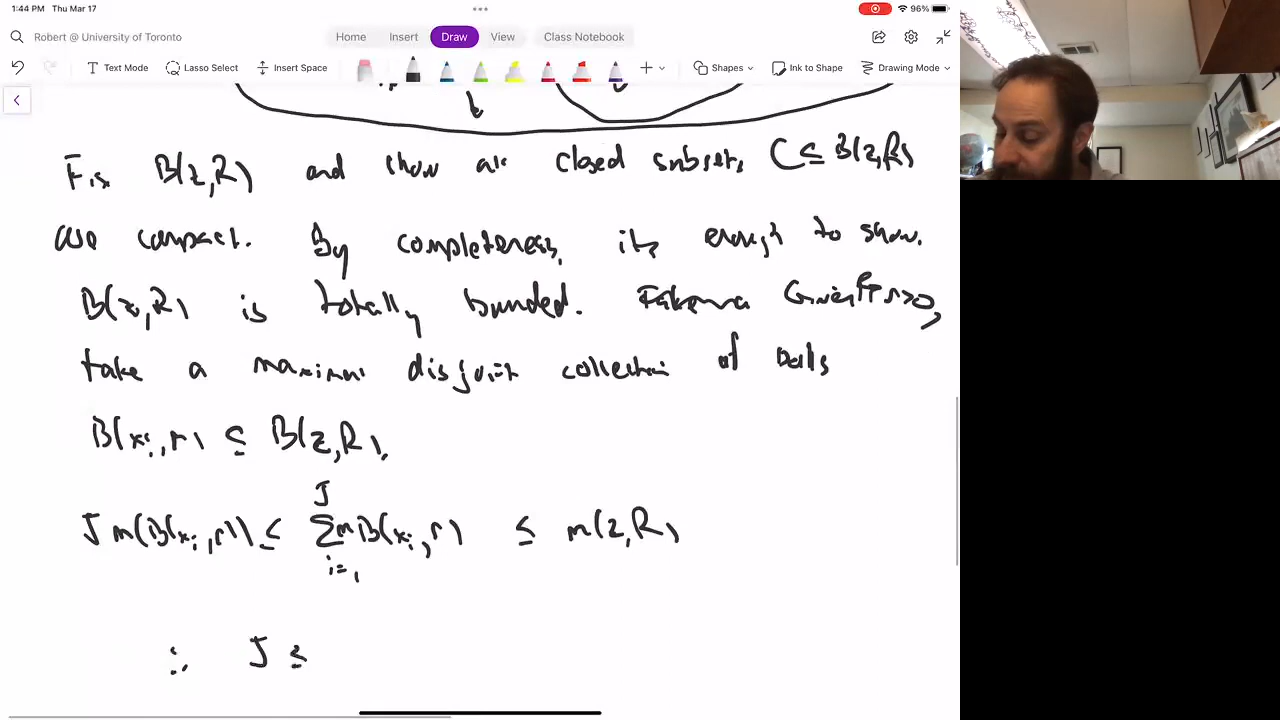 1:44 PM Thu Mar 17
96%
Robert @ University of Toronto
Home Insert Draw View Class Notebook
Text Mode Lasso Select Insert Space Shapes Ink to Shape Drawing Mode
Fix B(z,R) and show all closed subsets C ⊆ B(z,R)
are compact. By completeness, its enough to show
B(z,R) is totally bounded. Given r>0,
take a maximal disjoint collection of balls
B(xᵢ,r) ⊆ B(z,R).
J m(B(xᵢ,r)) ≤ ∑ᵢ₌₁ᴶ m B(xᵢ,r) ≤ m(z,R)
∴ J ≤